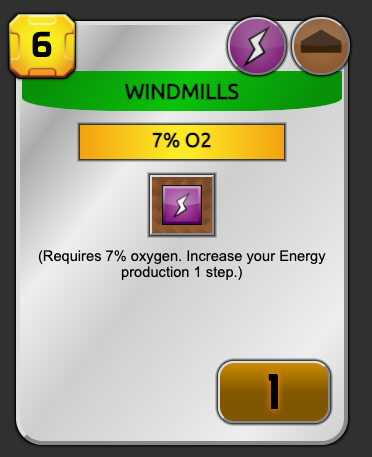 6
WINDMILLS
7% O2
(Requires 7% oxygen. Increase your Energy
production 1 step.)
1